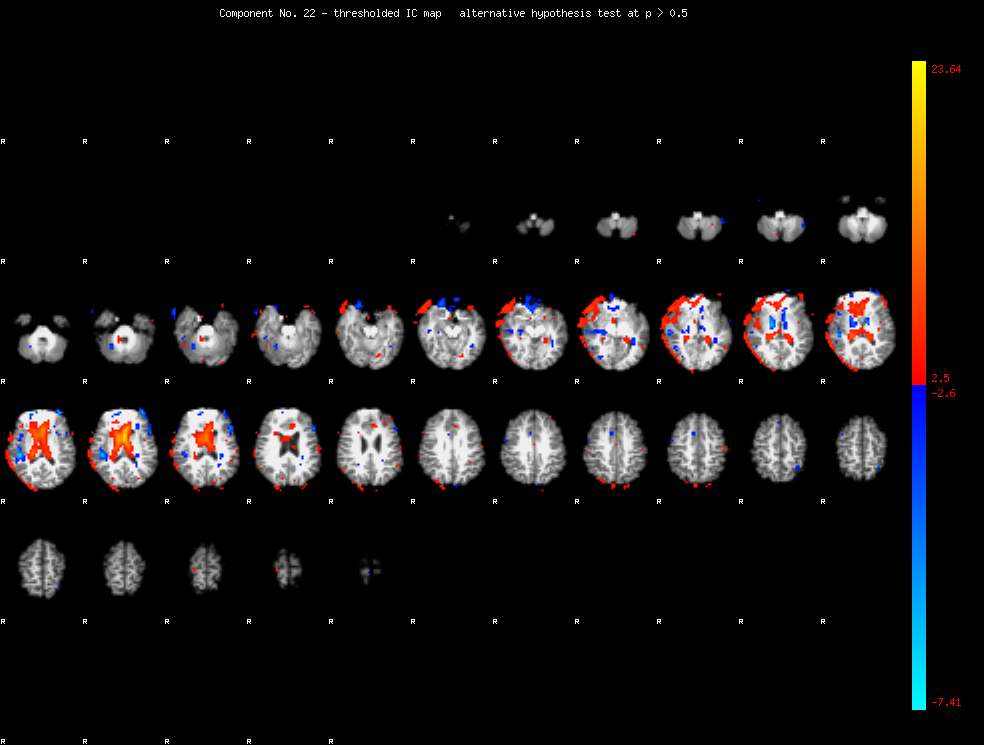 Component No. 22 - thresholded IC map   alternative hypothesis test at p > 0.5
23.64
R R R R R R R R R R R
R R R R R R R R R R R
2.5
R R R R R R R R R R R
-2.6
R R R R R R R R R R R
R R R R R R R R R R R
-7.41
R R R R R